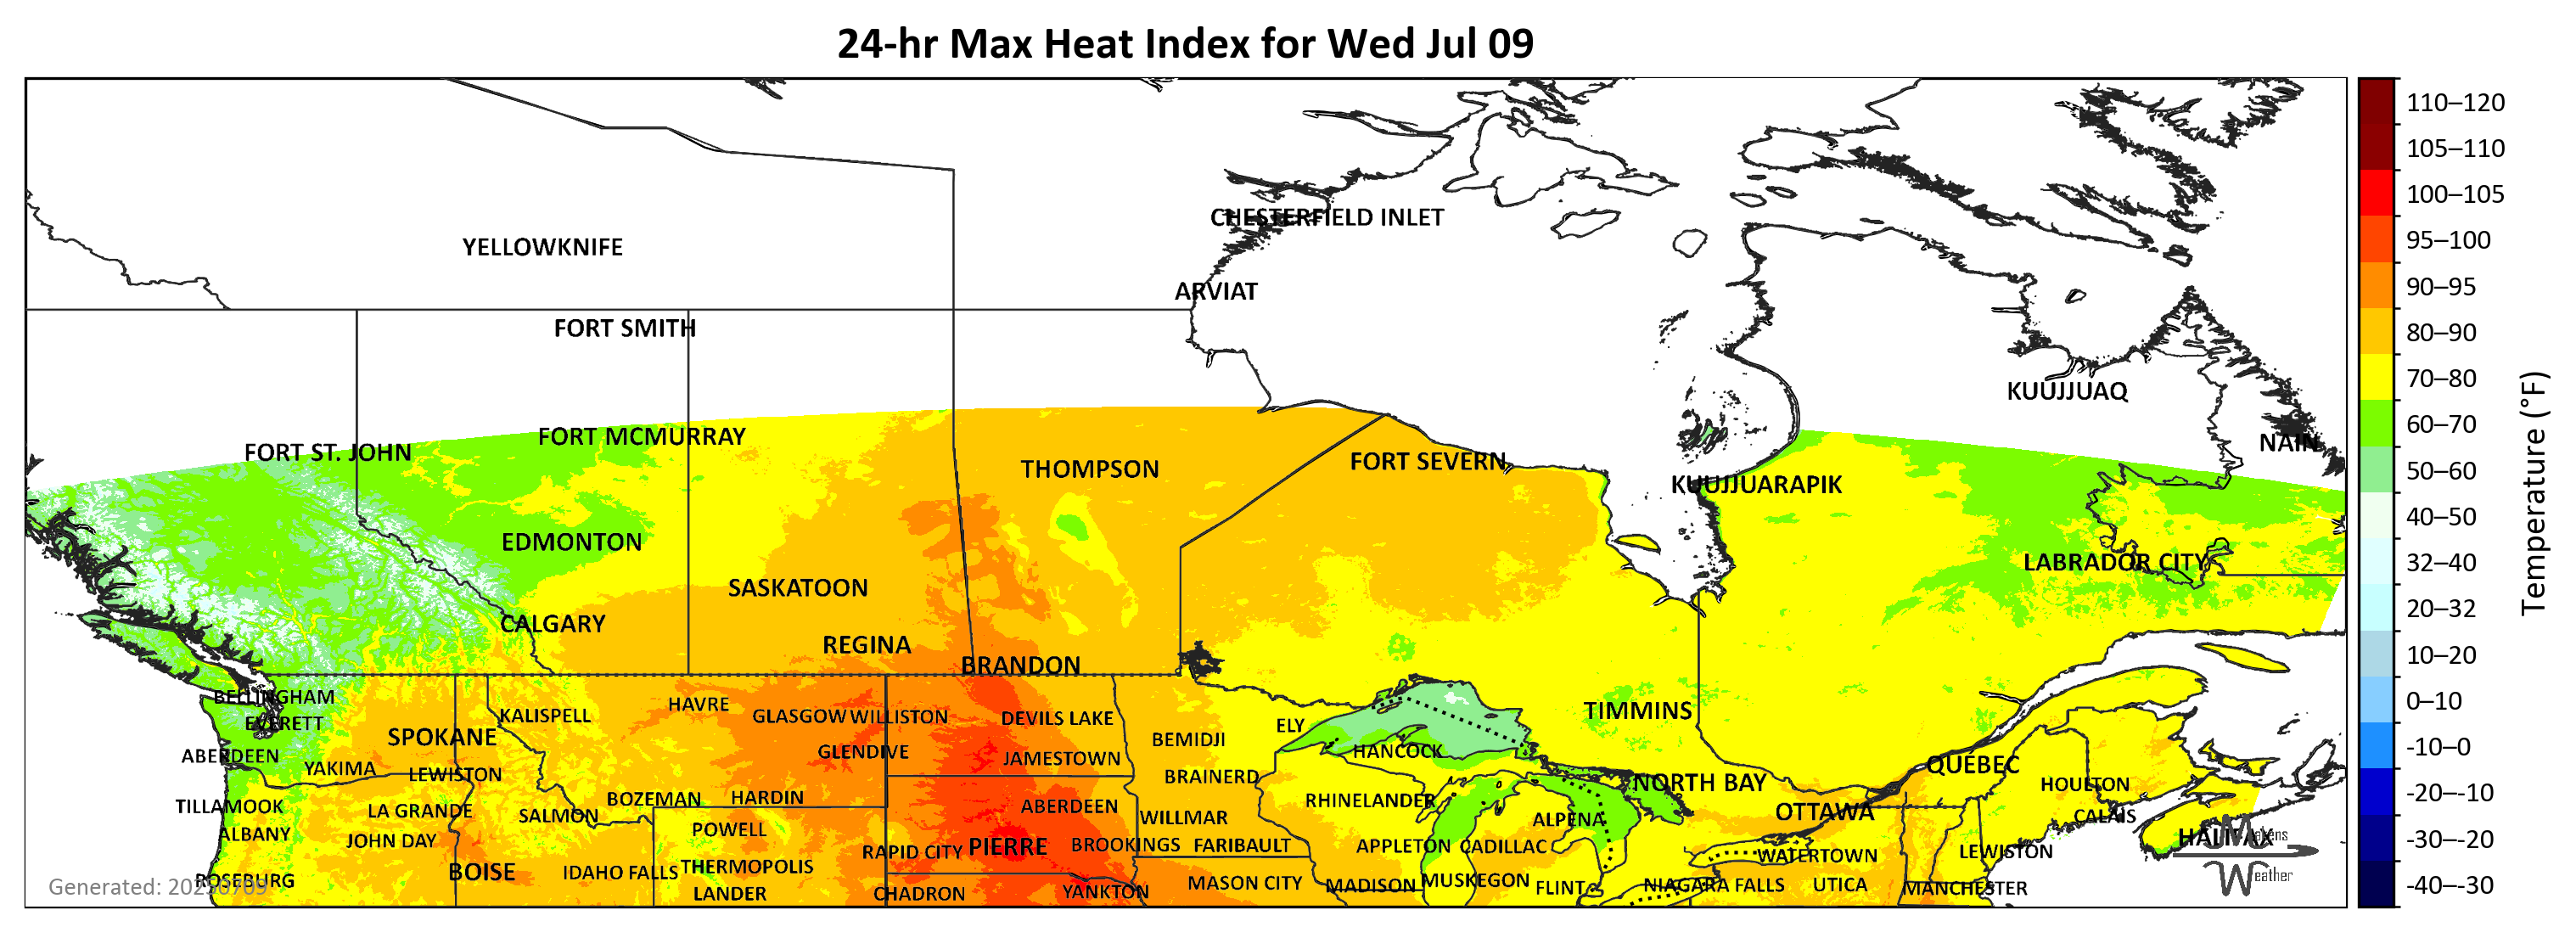 24-hr Max Heat Index for Wed Jul 09
CHESTERFIELD INLET
YELLOWKNIFE
ARVIAT
FORT SMITH
KUUJJUAQ
FORT MCMURRAY
NAIN
FORT ST. JOHN
FORT SEVERN
THOMPSON
KUUJJUARAPIK
EDMONTON
LABRADOR CITY
SASKATOON
CALGARY
REGINA
BRANDON
BELLINGHAM
HAVRE
TIMMINS
KALISPELL
GLASGOW
WILLISTON
DEVILS LAKE
EVERETT
ELY
SPOKANE
BEMIDJI
HANCOCK
GLENDIVE
ABERDEEN
JAMESTOWN
QUÉBEC
YAKIMA
LEWISTON
BRAINERD
NORTH BAY
HOULTON
BOZEMAN
HARDIN
RHINELANDER
TILLAMOOK
ABERDEEN
LA GRANDE
SALMON
WILLMAR
OTTAWA
CALAIS
ALPENA
POWELL
ALBANY
HALIFAX
JOHN DAY
BROOKINGS
FARIBAULT
APPLETON
CADILLAC
PIERRE
RAPID CITY
LEWISTON
WATERTOWN
THERMOPOLIS
BOISE
IDAHO FALLS
ROSEBURG
MASON CITY
MADISON
MUSKEGON
FLINT
NIAGARA FALLS
UTICA
MANCHESTER
LANDER
CHADRON
YANKTON
Generated: 20250709
Makens
Weather
110–120
105–110
100–105
95–100
90–95
80–90
70–80
60–70
50–60
40–50
32–40
20–32
10–20
0–10
-10–0
-20–-10
-30–-20
-40–-30
Temperature (°F)